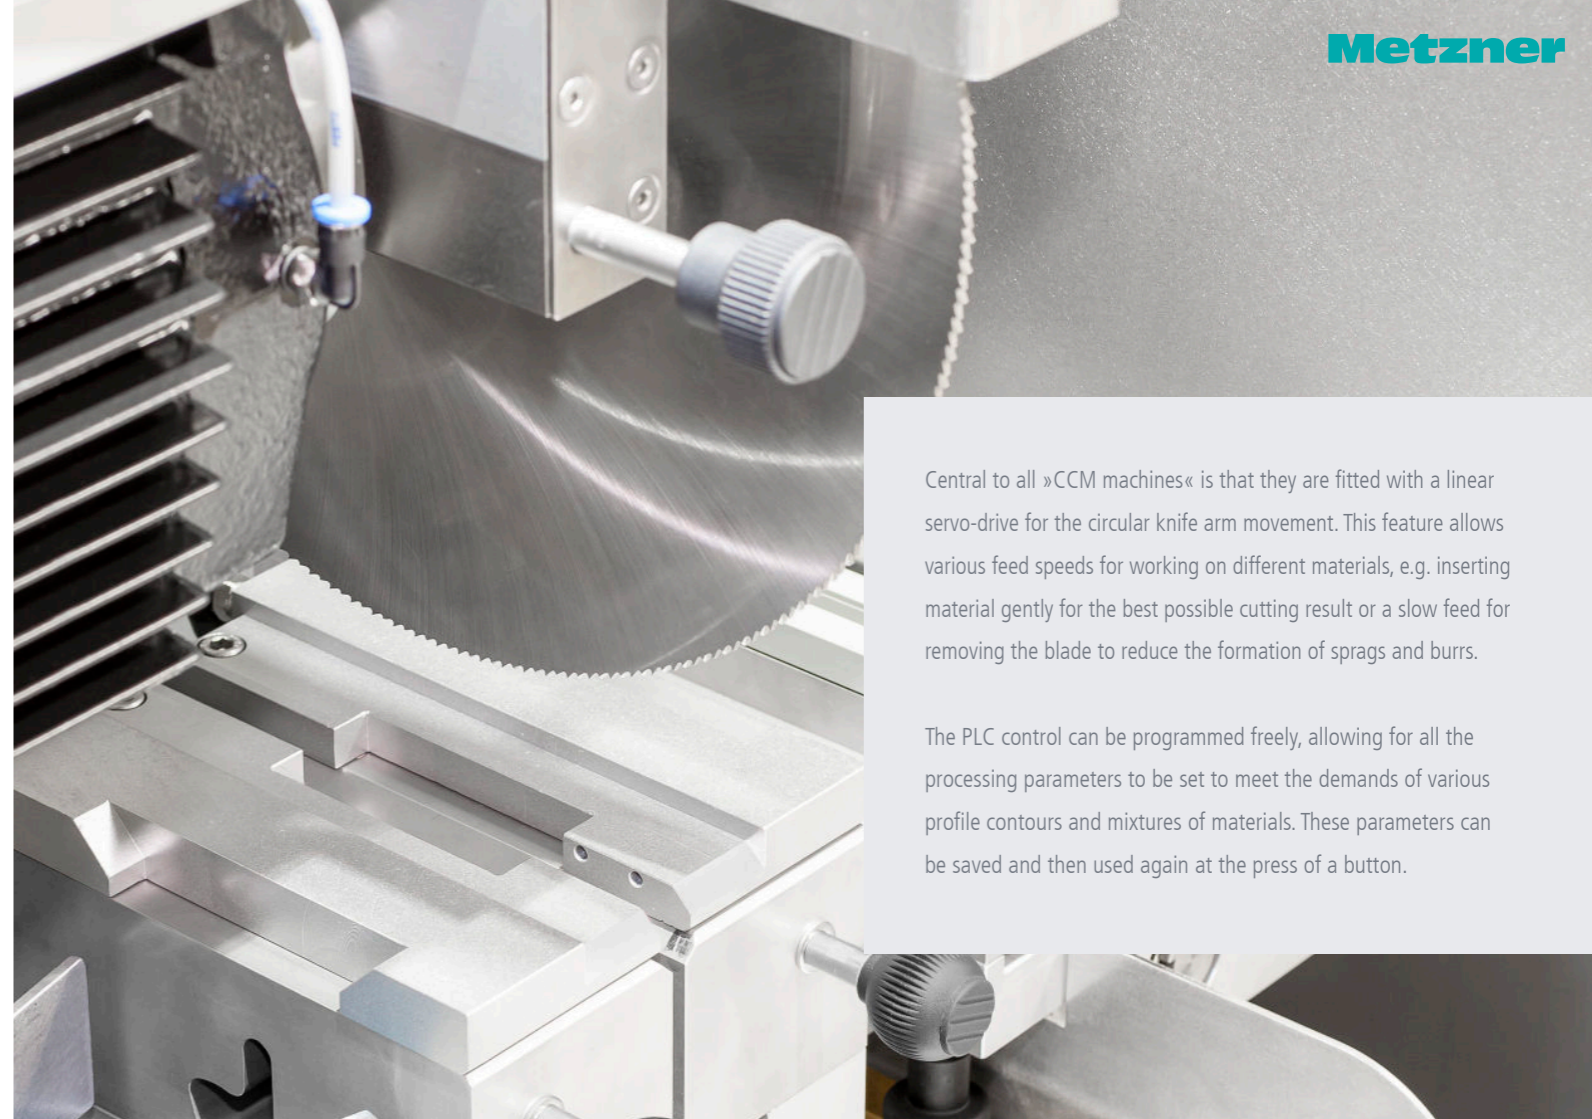 Metzner
Central to all »CCM machines« is that they are fitted with a linear
servo-drive for the circular knife arm movement. This feature allows
various feed speeds for working on different materials, e.g. inserting
material gently for the best possible cutting result or a slow feed for
removing the blade to reduce the formation of sprags and burrs.
The PLC control can be programmed freely, allowing for all the
processing parameters to be set to meet the demands of various
profile contours and mixtures of materials. These parameters can
be saved and then used again at the press of a button.